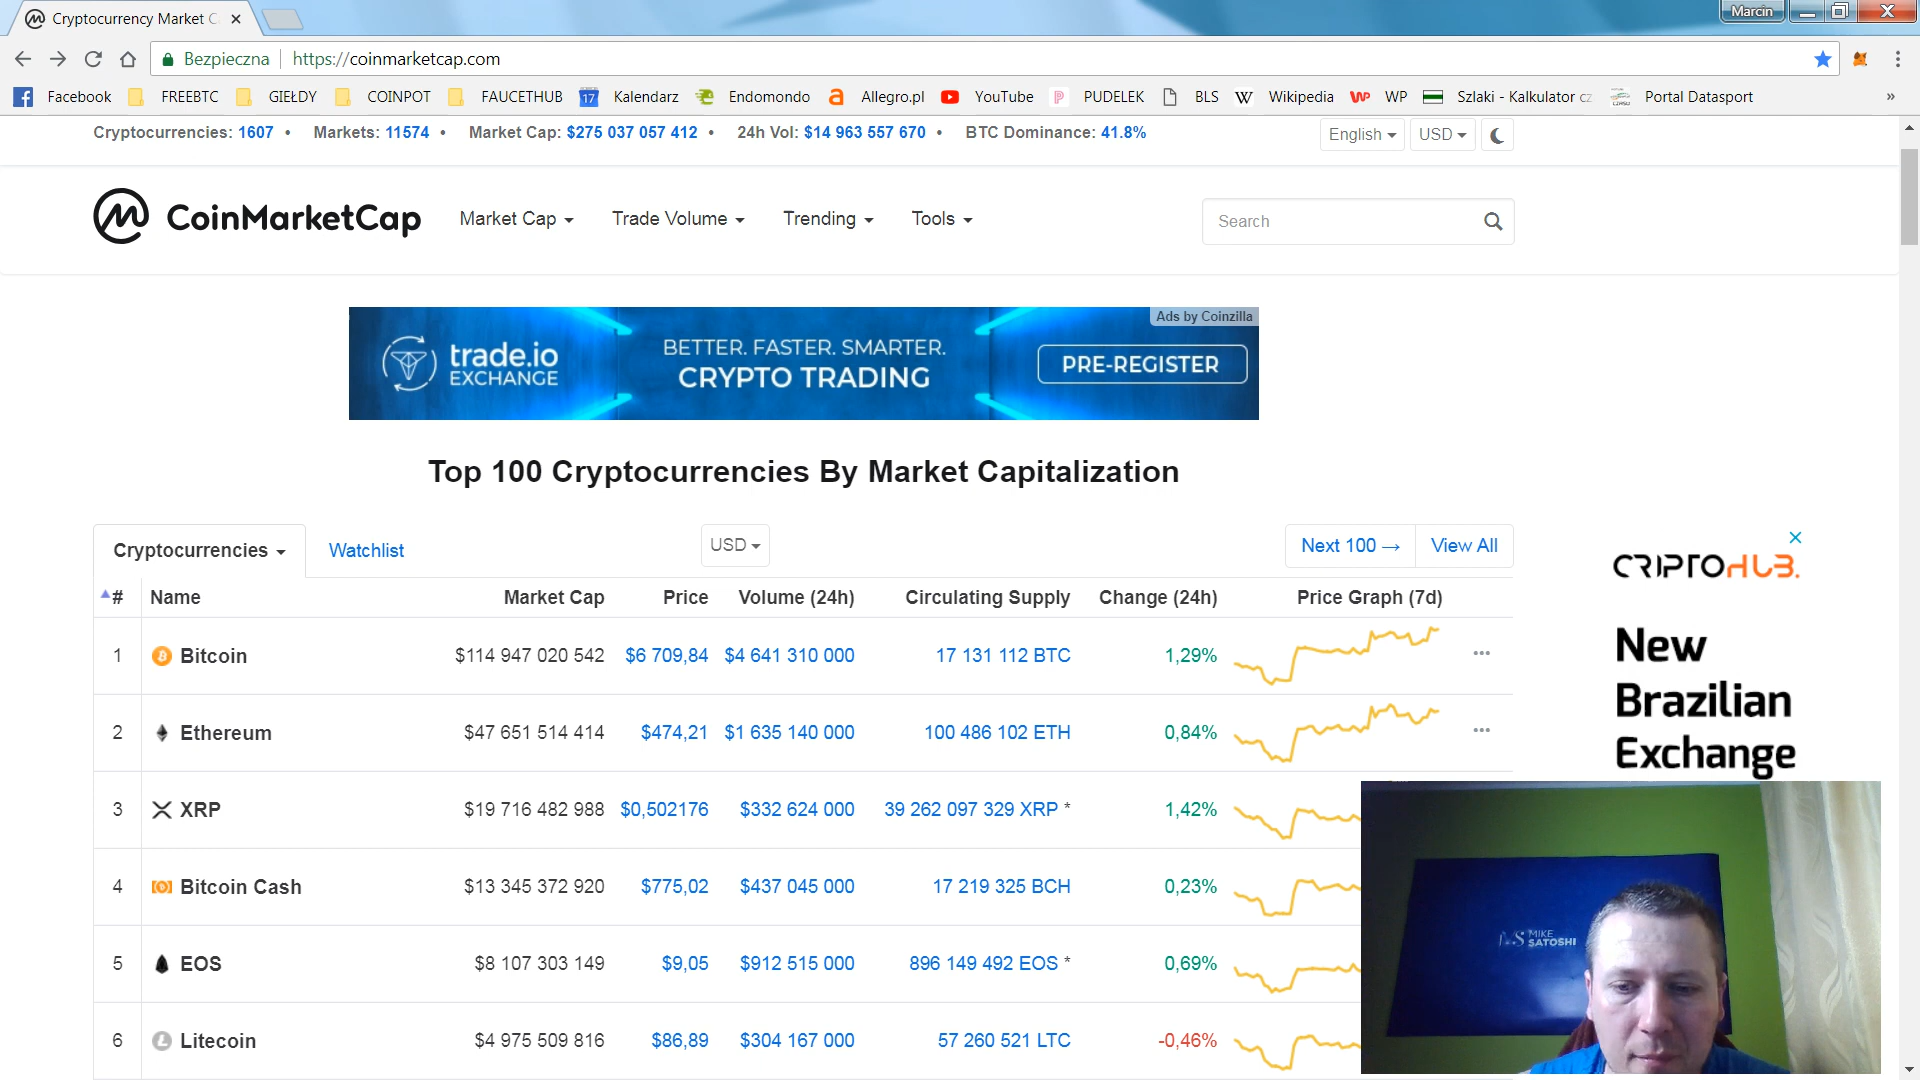 Cryptocurrency Market C
Marcin
Bezpieczna https://coinmarketcap.com
Facebook FREEBTC GIEŁDY COINPOT FAUCETHUB 17 Kalendarz Endomondo Allegro.pl YouTube PUDELEK BLS Wikipedia WP Szlaki - Kalkulator cz Portal Datasport »
Cryptocurrencies: 1607 • Markets: 11574 • Market Cap: $275 037 057 412 • 24h Vol: $14 963 557 670 • BTC Dominance: 41.8%
English USD
CoinMarketCap Market Cap Trade Volume Trending Tools Search
Ads by Coinzilla
trade.io
EXCHANGE
BETTER. FASTER. SMARTER.
CRYPTO TRADING
PRE-REGISTER
Top 100 Cryptocurrencies By Market Capitalization
Cryptocurrencies Watchlist USD Next 100 → View All
# Name Market Cap Price Volume (24h) Circulating Supply Change (24h) Price Graph (7d)
1 Bitcoin $114 947 020 542 $6 709,84 $4 641 310 000 17 131 112 BTC 1,29%
2 Ethereum $47 651 514 414 $474,21 $1 635 140 000 100 486 102 ETH 0,84%
3 XRP $19 716 482 988 $0,502176 $332 624 000 39 262 097 329 XRP * 1,42%
4 Bitcoin Cash $13 345 372 920 $775,02 $437 045 000 17 219 325 BCH 0,23%
5 EOS $8 107 303 149 $9,05 $912 515 000 896 149 492 EOS * 0,69%
6 Litecoin $4 975 509 816 $86,89 $304 167 000 57 260 521 LTC -0,46%
CRIPTOHUB.
New
Brazilian
Exchange
MS MIKE
SATOSHI